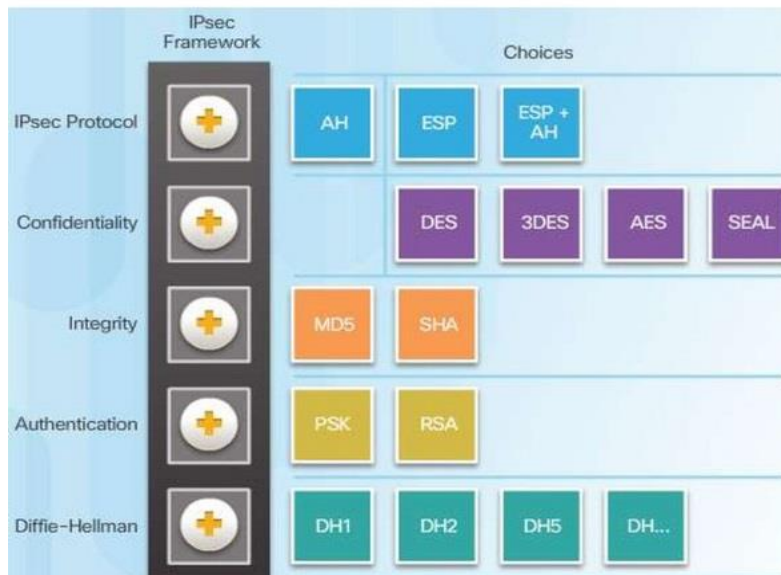 IPsec
Framework
Choices
IPsec Protocol
AH
ESP
ESP +
AH
Confidentiality
DES
3DES
AES
SEAL
Integrity
MD5
SHA
Authentication
PSK
RSA
Diffie-Hellman
DH1
DH2
DH5
DH...